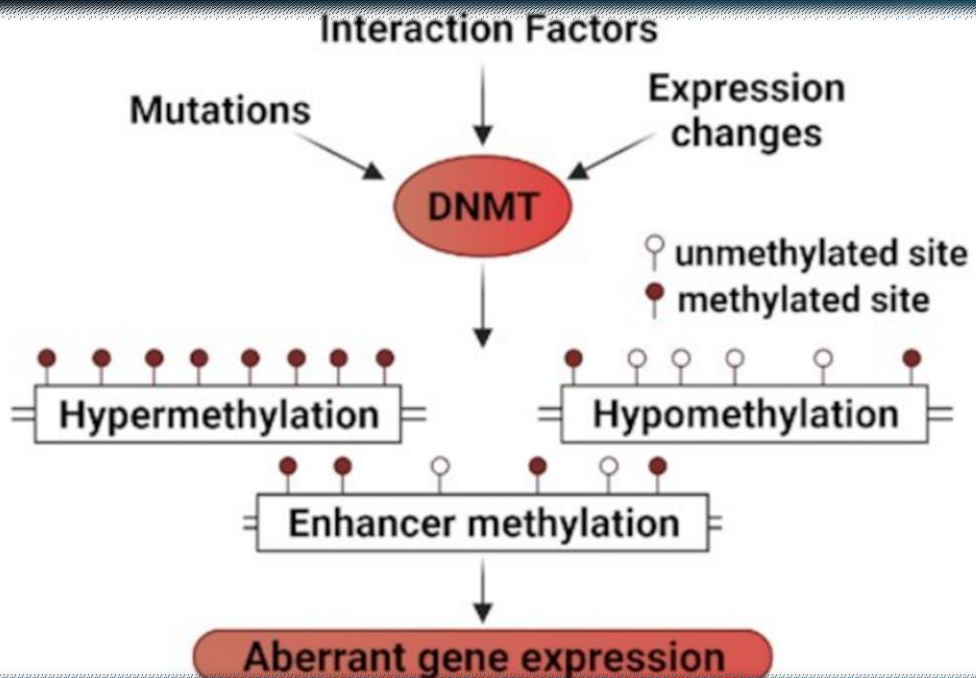 Interaction Factors
Mutations
Expression
changes
DNMT
unmethylated site
methylated site
Hypermethylation
Hypomethylation
Enhancer methylation
Aberrant gene expression